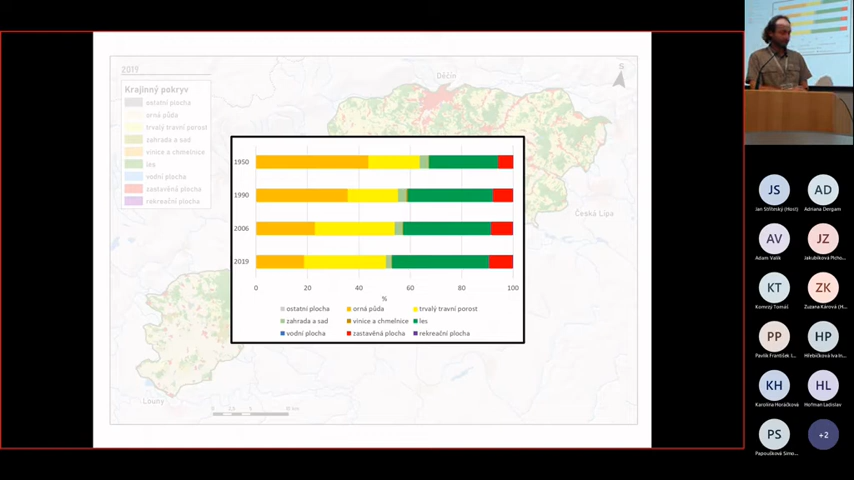 2019
S
Krajinný pokryv
ostatní plocha
orná půda
trvalý travní porost
zahrada a sad
vinice a chmelnice
les
vodní plocha
zastavěná plocha
rekreační plocha
Děčín
Česká Lípa
Louny
1950
1990
2006
2019
0 20 40 60 80 100
%
ostatní plocha orná půda trvalý travní porost
zahrada a sad vinice a chmelnice les
vodní plocha zastavěná plocha rekreační plocha
JS AD
Jan Stříteský (Host) Adriana Dergam
AV JZ
Adam Valík Jakubíková Picho...
KT ZK
Kamrzý Tomáš Zuzana Kárová (H...
PP HP
Pavlík František I... Hřebíčková Iva In...
KH HL
Karolína Horáčková Hofman Ladislav
PS +2
Papoušková Simo...